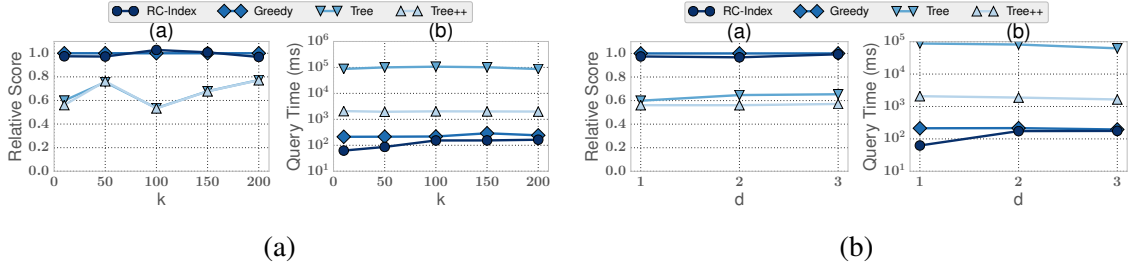 RC-Index Greedy Tree Tree++
(a)
Relative Score
1.0
0.8
0.6
0.4
0.2
0.0
0 50 100 150 200
k
(b)
Query Time (ms)
10^6
10^5
10^4
10^3
10^2
10^1
0 50 100 150 200
k
(a)
RC-Index Greedy Tree Tree++
(a)
Relative Score
1.0
0.8
0.6
0.4
0.2
0.0
1 2 3
d
(b)
Query Time (ms)
10^5
10^4
10^3
10^2
10^1
1 2 3
d
(b)